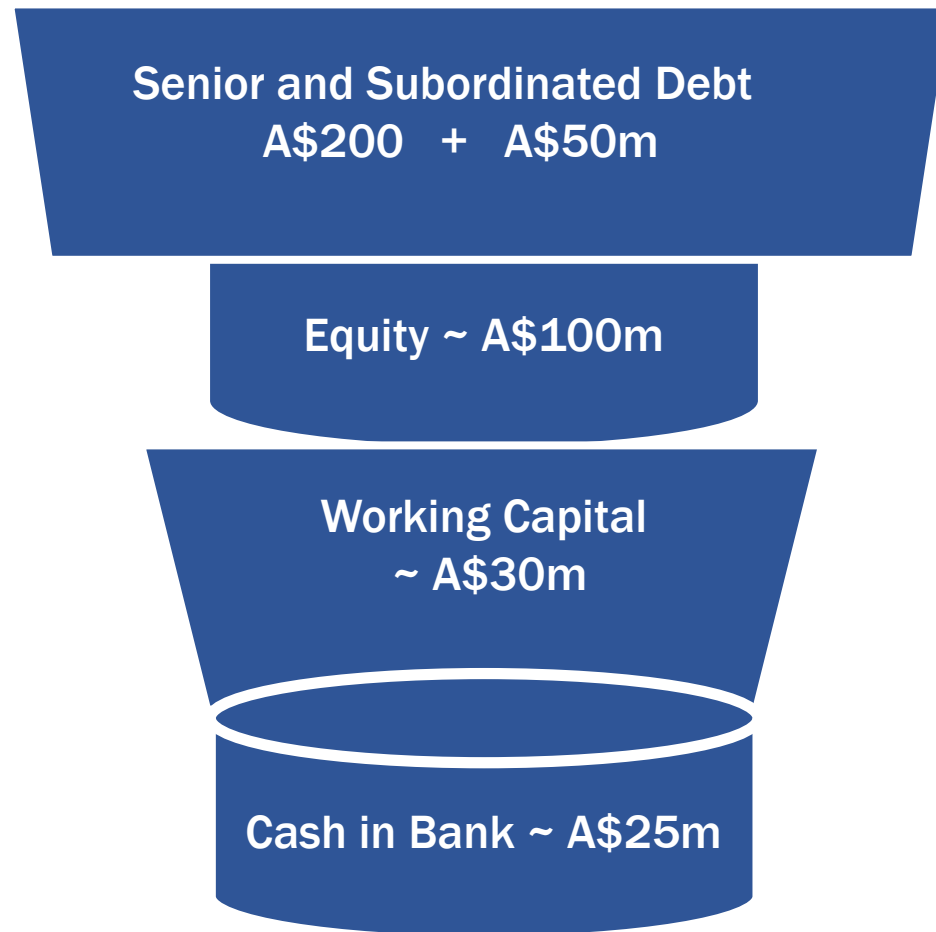 Senior and Subordinated Debt
A$200 + A$50m
Equity ~ A$100m
Working Capital
~ A$30m
Cash in Bank ~ A$25m